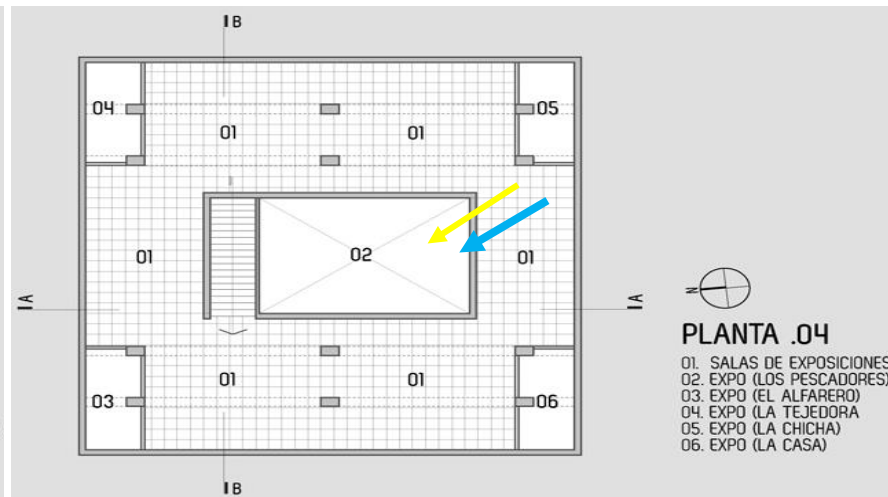 B
04
05
01
01
01
02
01
A
A
N
03
01
01
06
B
PLANTA .04
01. SALAS DE EXPOSICIONES
02. EXPO (LOS PESCADORES)
03. EXPO (EL ALFARERO)
04. EXPO (LA TEJEDORA
05. EXPO (LA CHICHA)
06. EXPO (LA CASA)